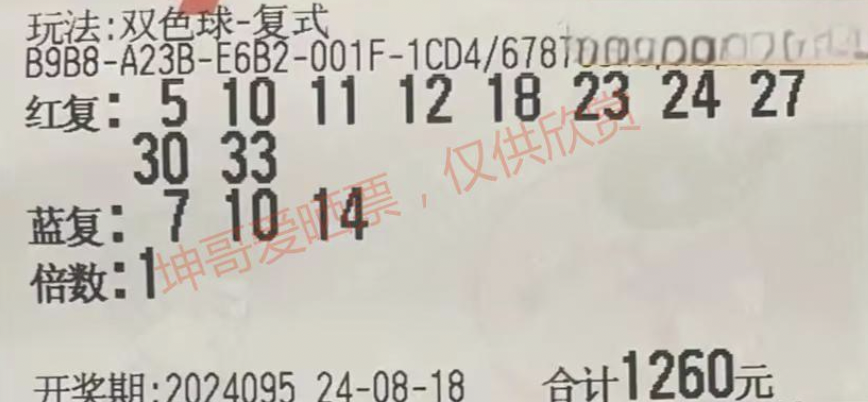 玩法:双色球-复式
B9B8-A23B-E6B2-001F-1CD4/6787
红复: 5 10 11 12 18 23 24 27
30 33
蓝复: 7 10 14
倍数:1
坤哥爱晒票，仅供欣赏
开奖期:2024095 24-08-18 合计1260元